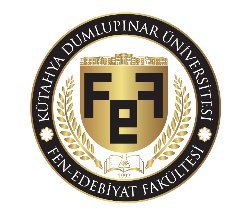 KÜTAHYA DUMLUPINAR ÜNİVERSİTESİ
FeF
FEN-EDEBİYAT FAKÜLTESİ